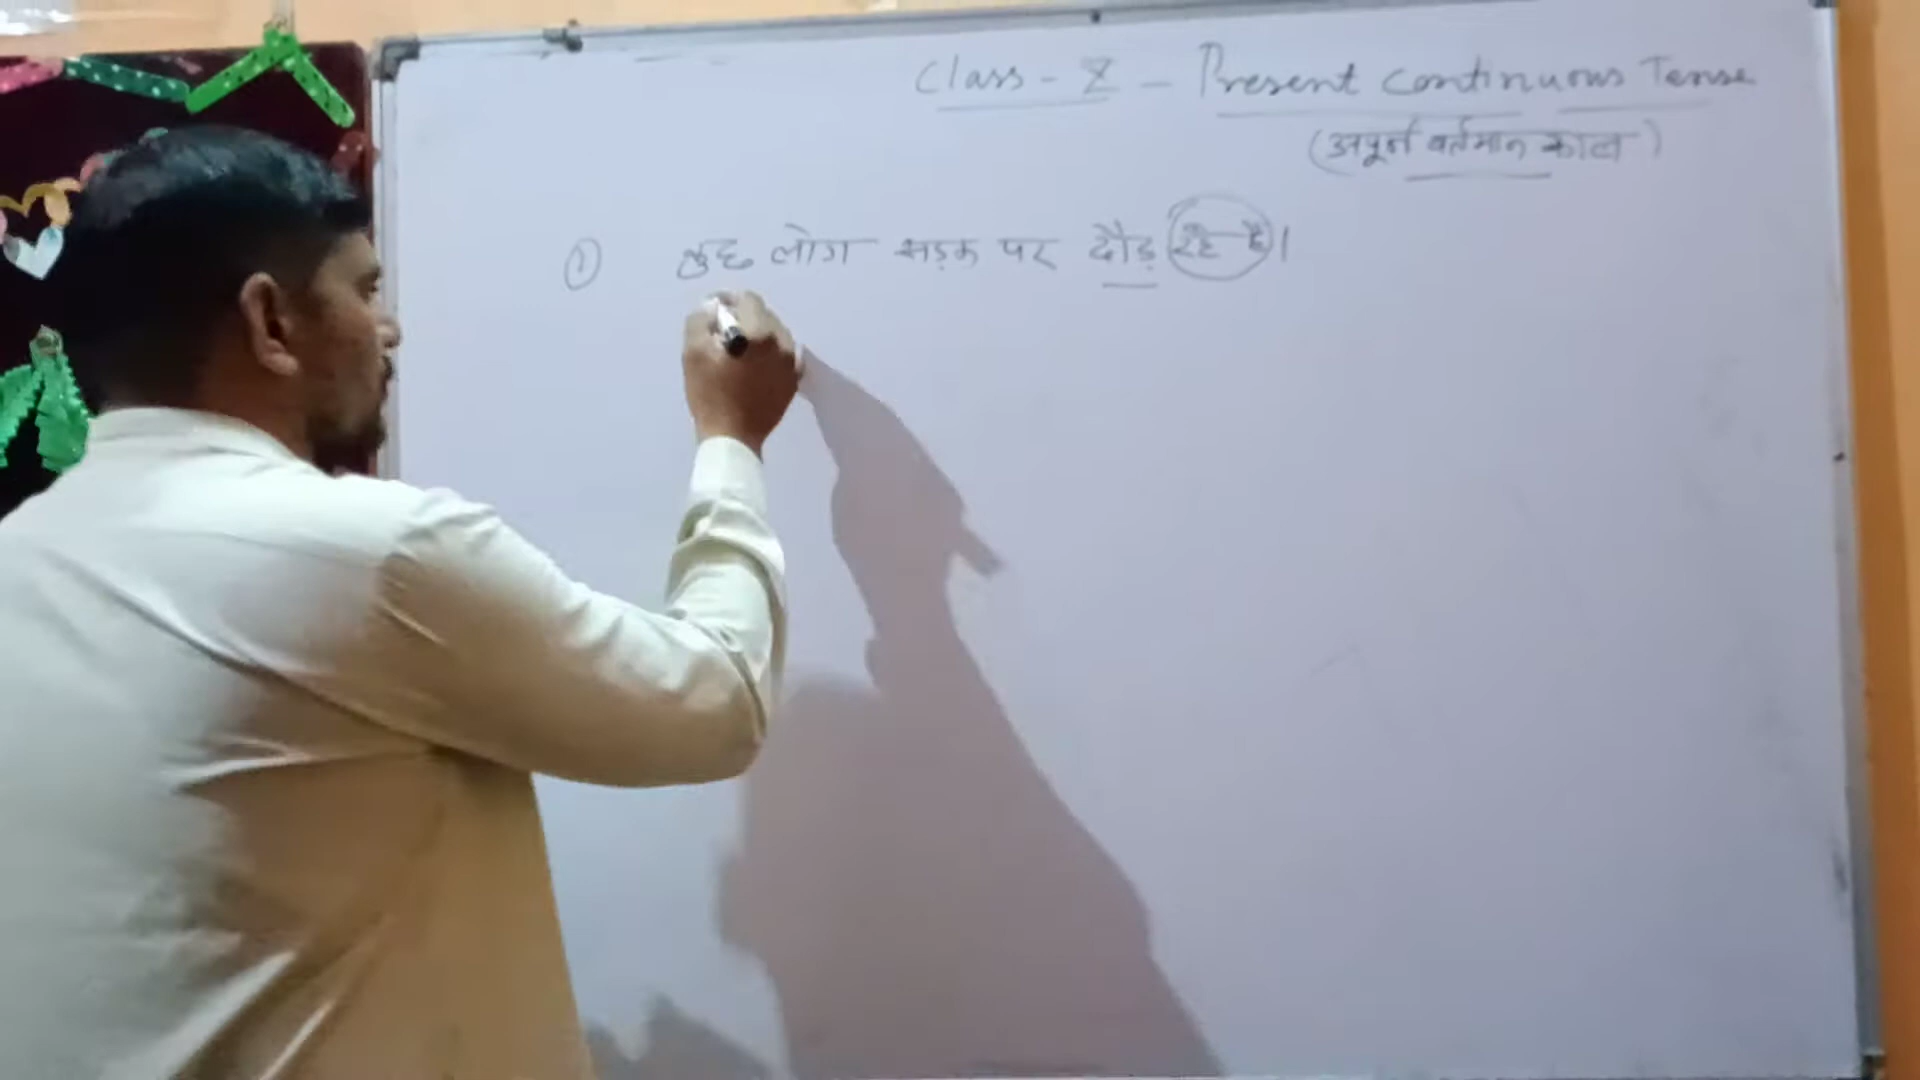 Class - X - Present Continuous Tense
(अपूर्न वर्तमान काल)
① कुछ लोग सड़क पर दौड़ रहे है।